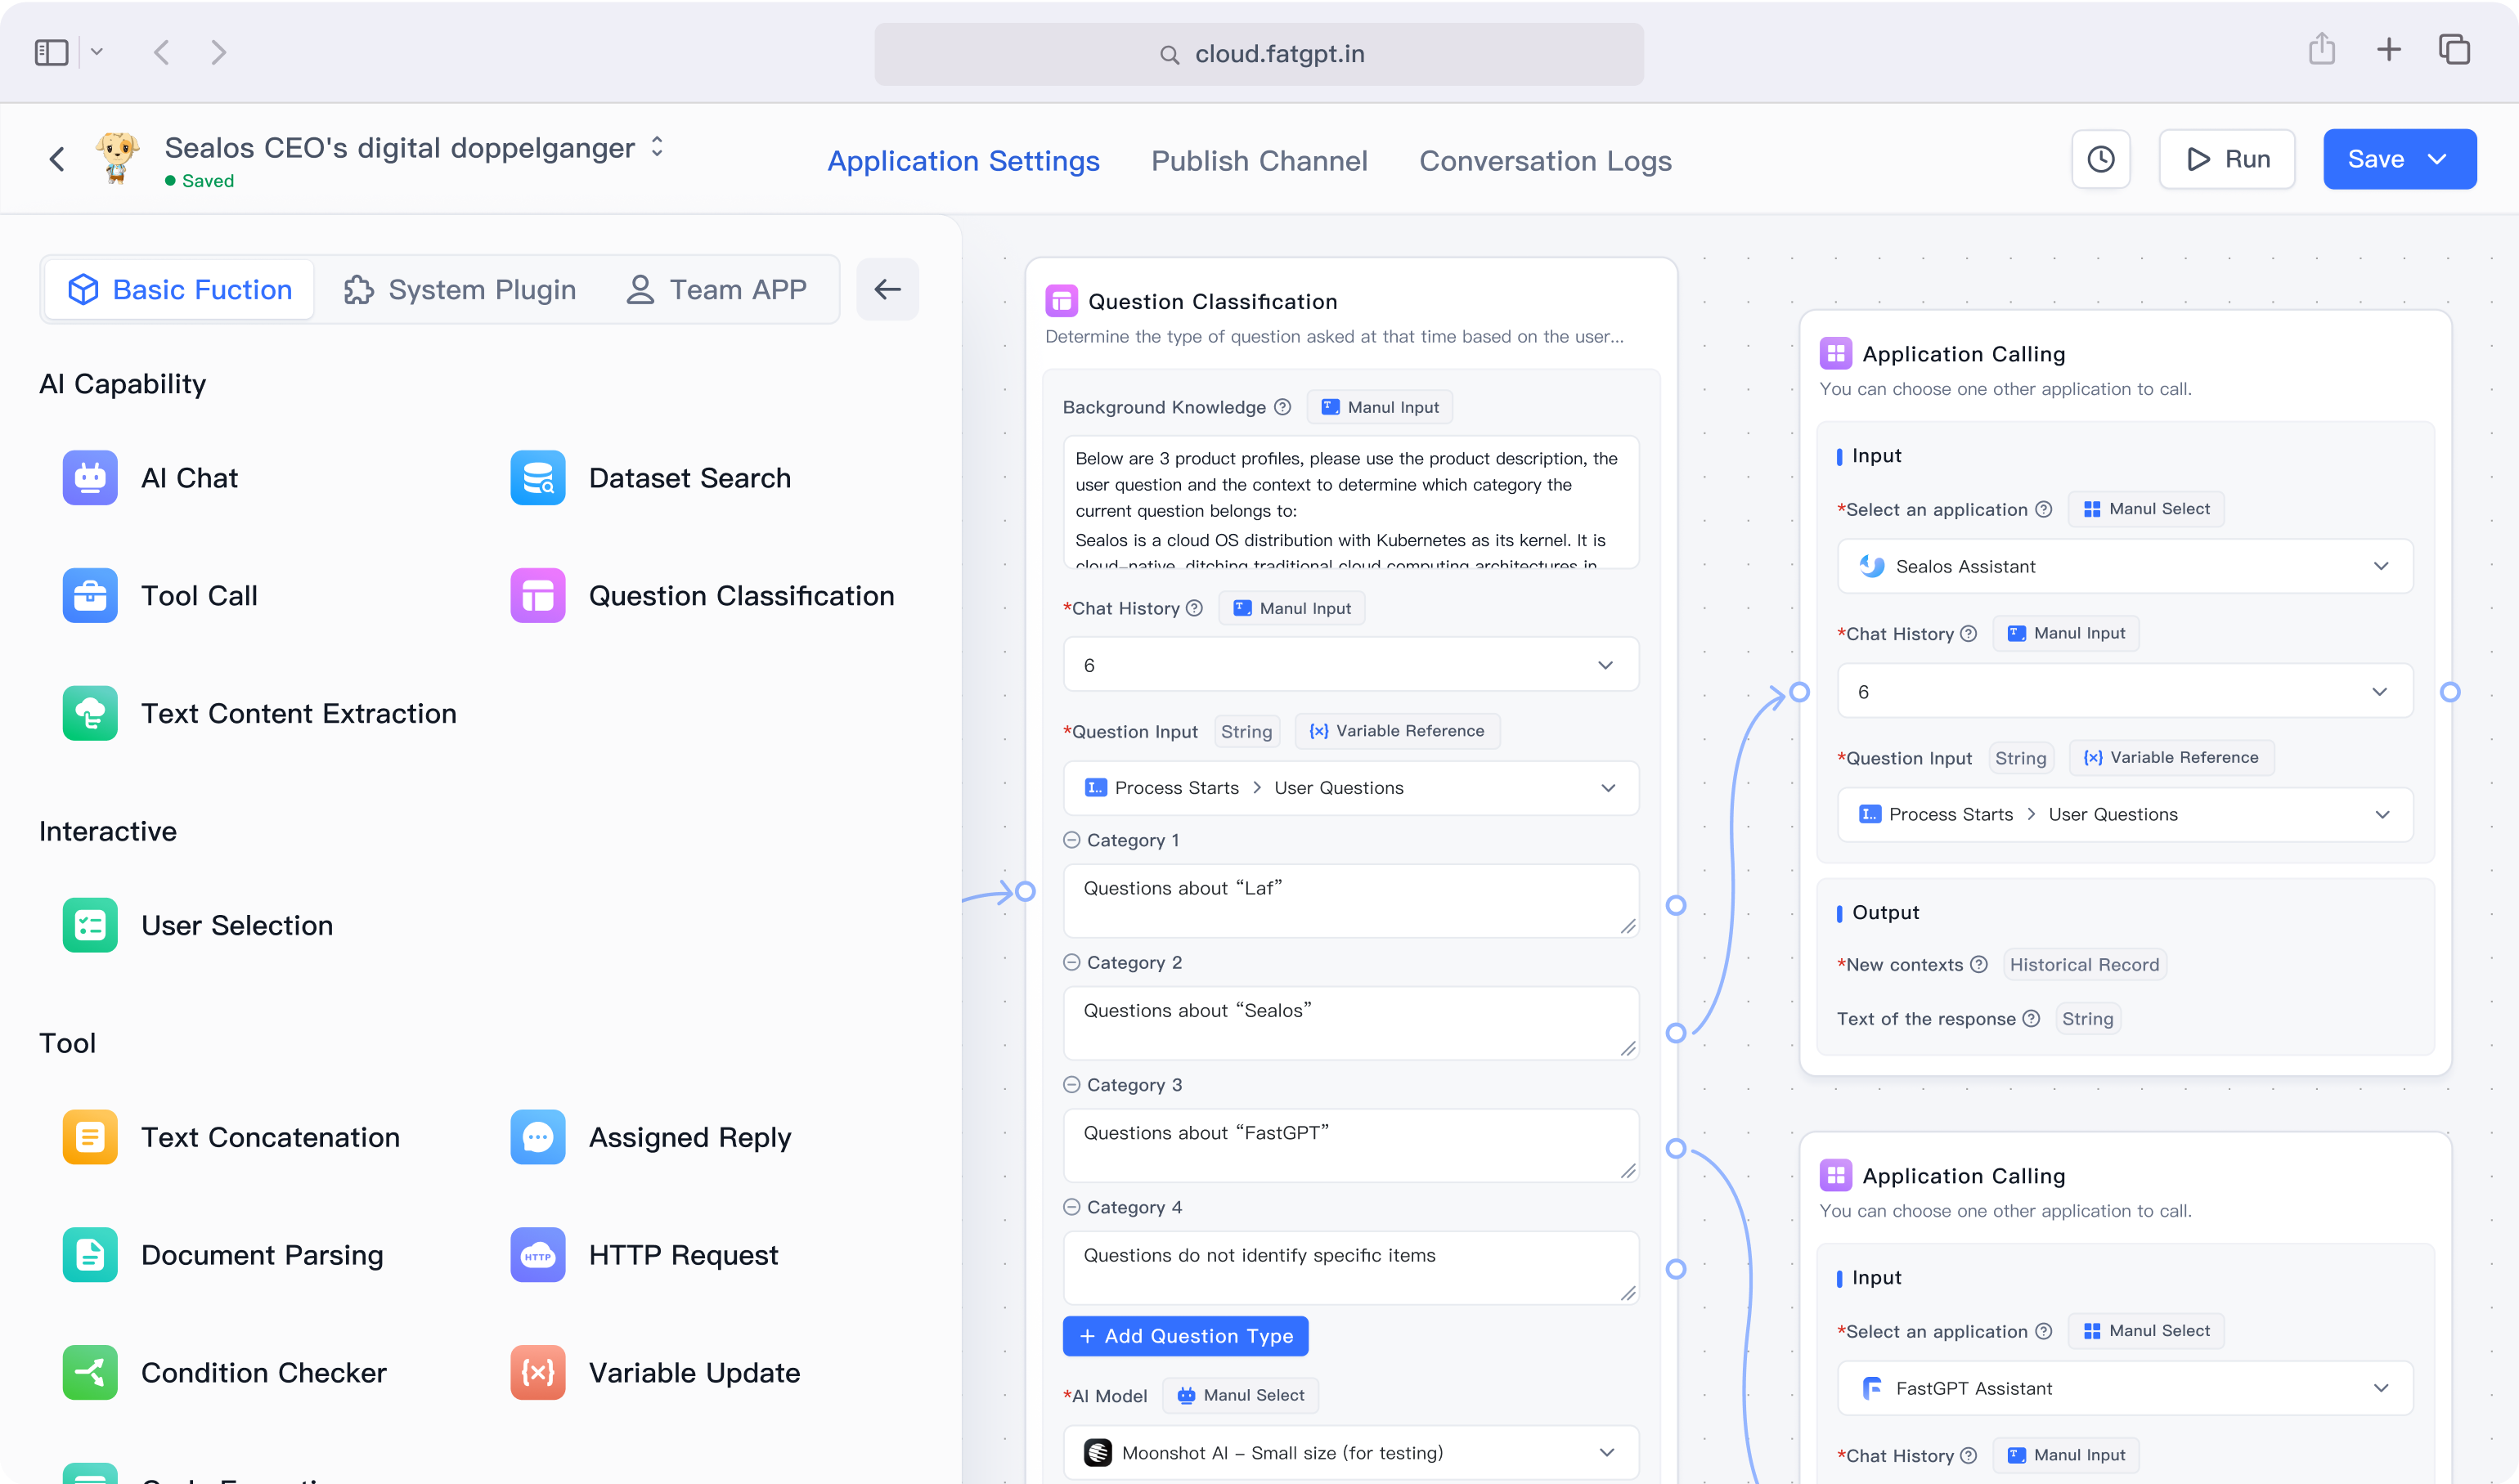 cloud.fatgpt.in
Sealos CEO's digital doppelganger
Saved
Application Settings
Publish Channel
Conversation Logs
Run
Save
Basic Fuction
System Plugin
Team APP
AI Capability
AI Chat
Dataset Search
Tool Call
Question Classification
Text Content Extraction
Interactive
User Selection
Tool
Text Concatenation
Assigned Reply
Document Parsing
HTTP
HTTP Request
Condition Checker
Variable Update
Question Classification
Determine the type of question asked at that time based on the user...
Background Knowledge
Manul Input
Below are 3 product profiles, please use the product description, the
user question and the context to determine which category the
current question belongs to:
Sealos is a cloud OS distribution with Kubernetes as its kernel. It is
cloud-native, ditching traditional cloud computing architectures in
*Chat History
Manul Input
6
*Question Input
String
Variable Reference
Process Starts > User Questions
Category 1
Questions about “Laf”
Category 2
Questions about “Sealos”
Category 3
Questions about “FastGPT”
Category 4
Questions do not identify specific items
+ Add Question Type
*AI Model
Manul Select
Moonshot AI – Small size (for testing)
Application Calling
You can choose one other application to call.
Input
*Select an application
Manul Select
Sealos Assistant
*Chat History
Manul Input
6
*Question Input
String
Variable Reference
Process Starts > User Questions
Output
*New contexts
Historical Record
Text of the response
String
Application Calling
You can choose one other application to call.
Input
*Select an application
Manul Select
FastGPT Assistant
*Chat History
Manul Input